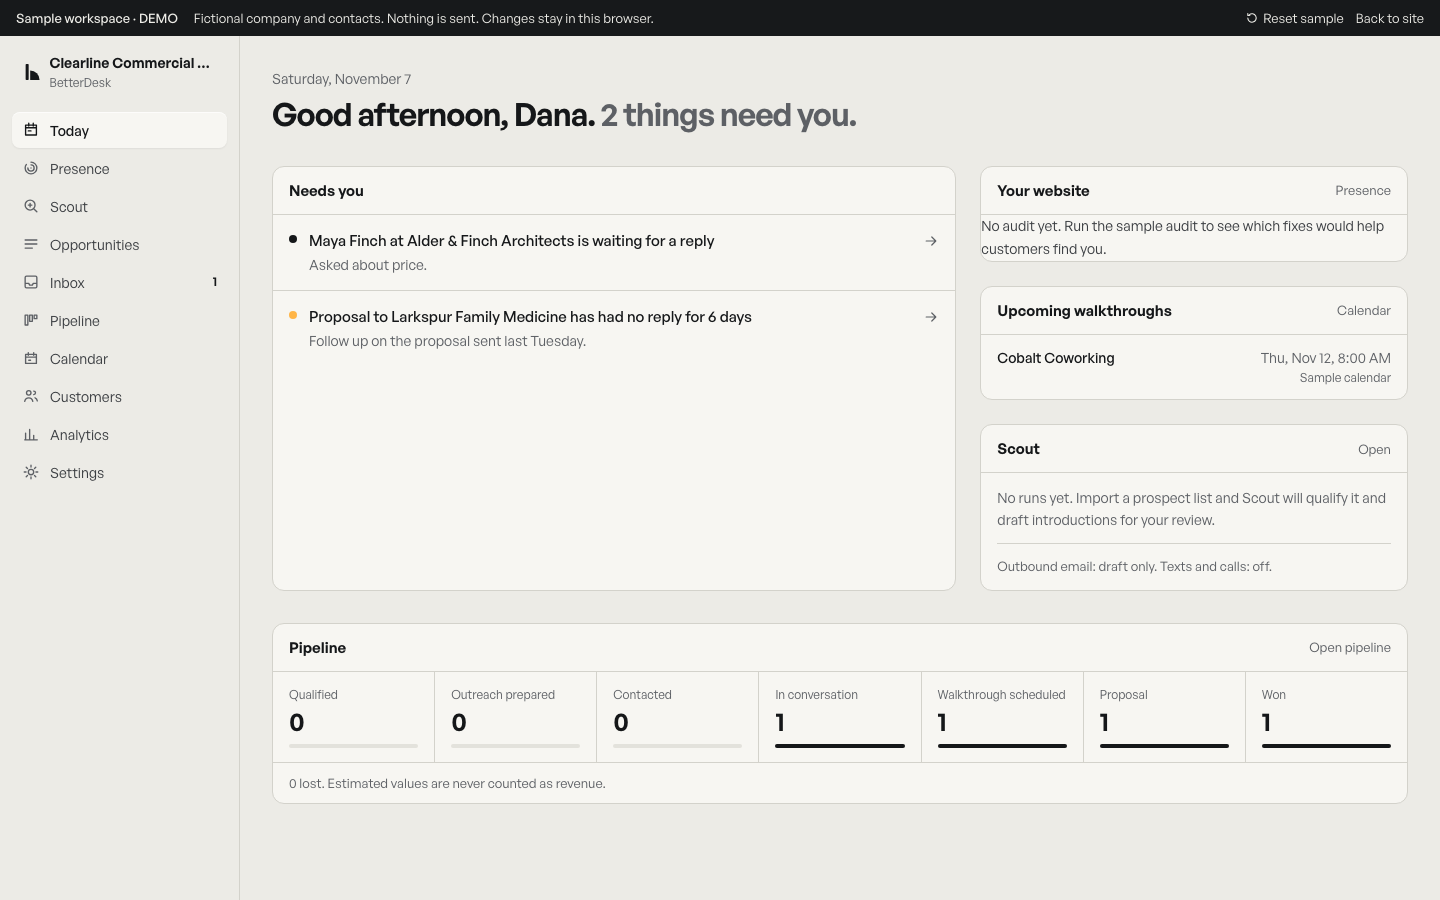 Sample workspace · DEMO Fictional company and contacts. Nothing is sent. Changes stay in this browser. Reset sample Back to site
Clearline Commercial ...
BetterDesk
Today
Presence
Scout
Opportunities
Inbox 1
Pipeline
Calendar
Customers
Analytics
Settings
Saturday, November 7
Good afternoon, Dana. 2 things need you.
Needs you
Maya Finch at Alder & Finch Architects is waiting for a reply
Asked about price.
Proposal to Larkspur Family Medicine has had no reply for 6 days
Follow up on the proposal sent last Tuesday.
Your website Presence
No audit yet. Run the sample audit to see which fixes would help
customers find you.
Upcoming walkthroughs Calendar
Cobalt Coworking Thu, Nov 12, 8:00 AM
Sample calendar
Scout Open
No runs yet. Import a prospect list and Scout will qualify it and
draft introductions for your review.
Outbound email: draft only. Texts and calls: off.
Pipeline Open pipeline
Qualified Outreach prepared Contacted In conversation Walkthrough scheduled Proposal Won
0 0 0 1 1 1 1
0 lost. Estimated values are never counted as revenue.